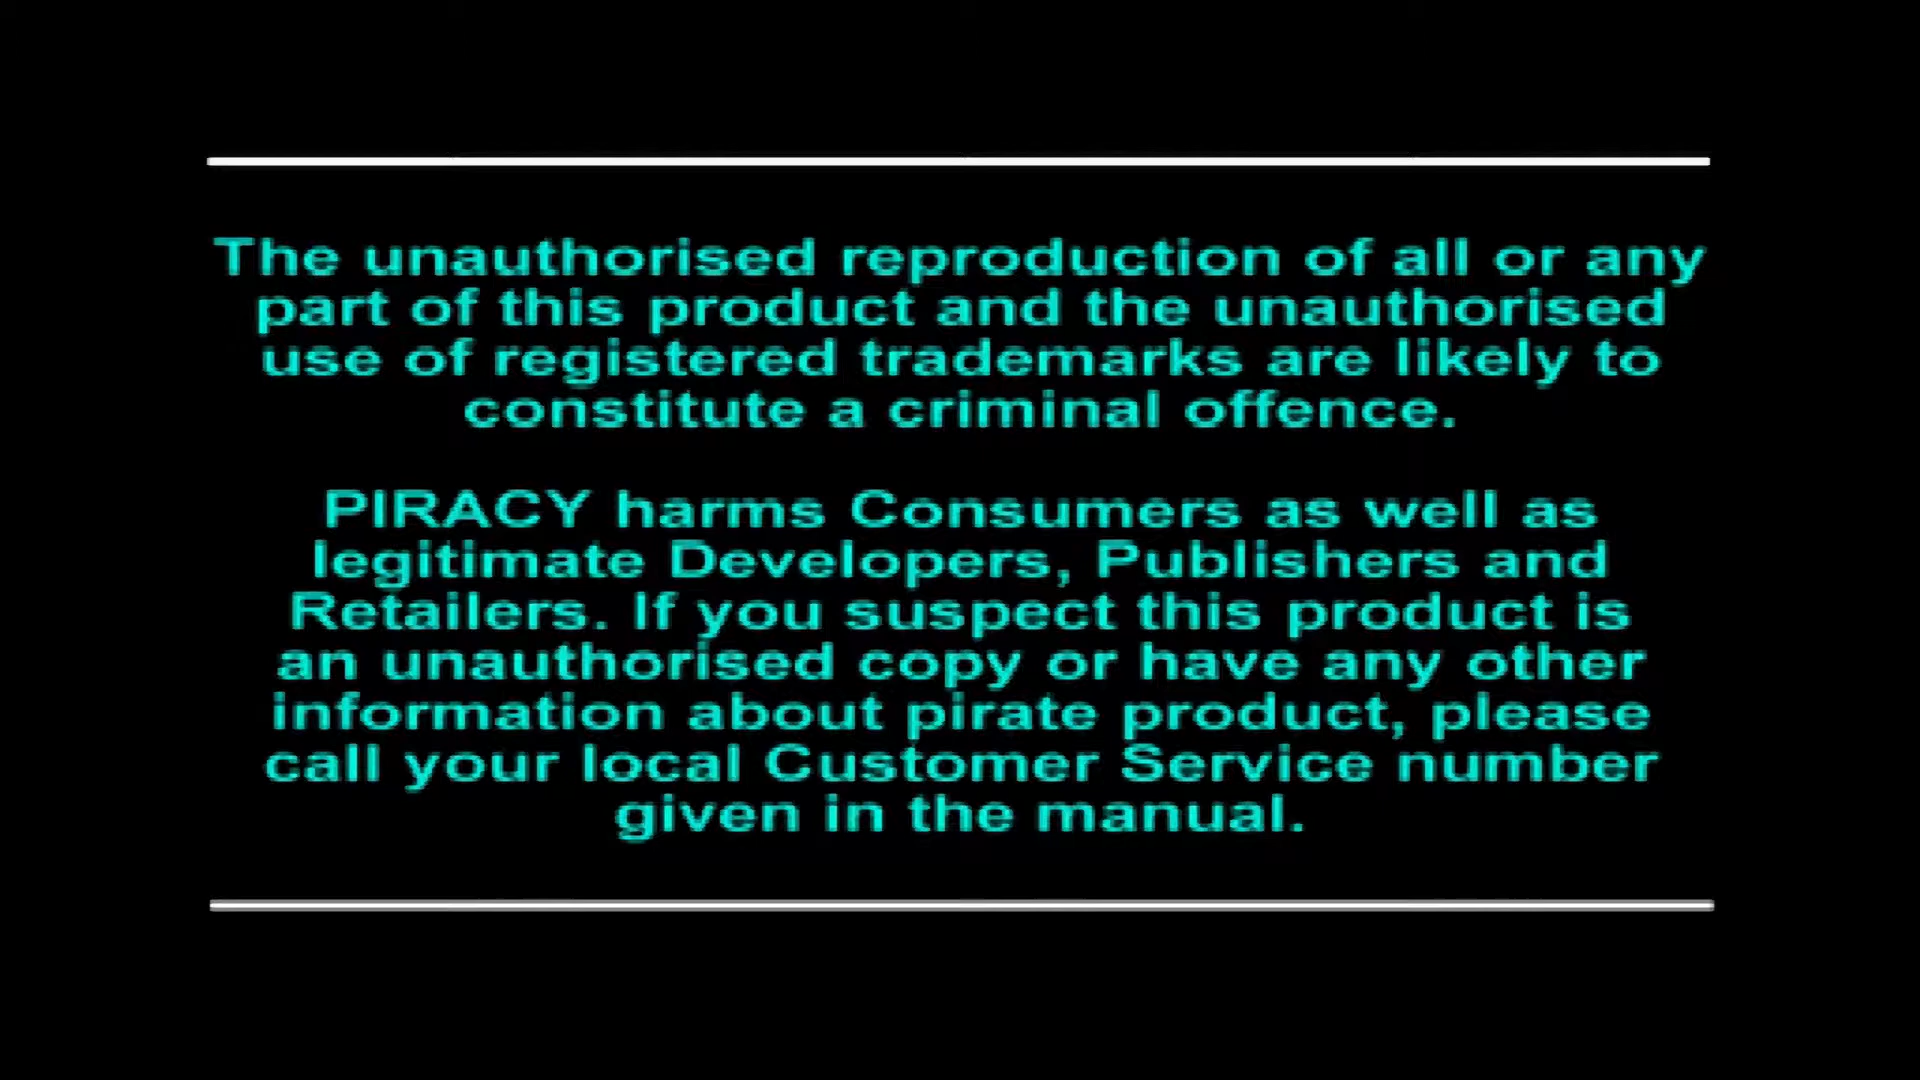 The unauthorised reproduction of all or any
part of this product and the unauthorised
use of registered trademarks are likely to
constitute a criminal offence.
PIRACY harms Consumers as well as
legitimate Developers, Publishers and
Retailers. If you suspect this product is
an unauthorised copy or have any other
information about pirate product, please
call your local Customer Service number
given in the manual.